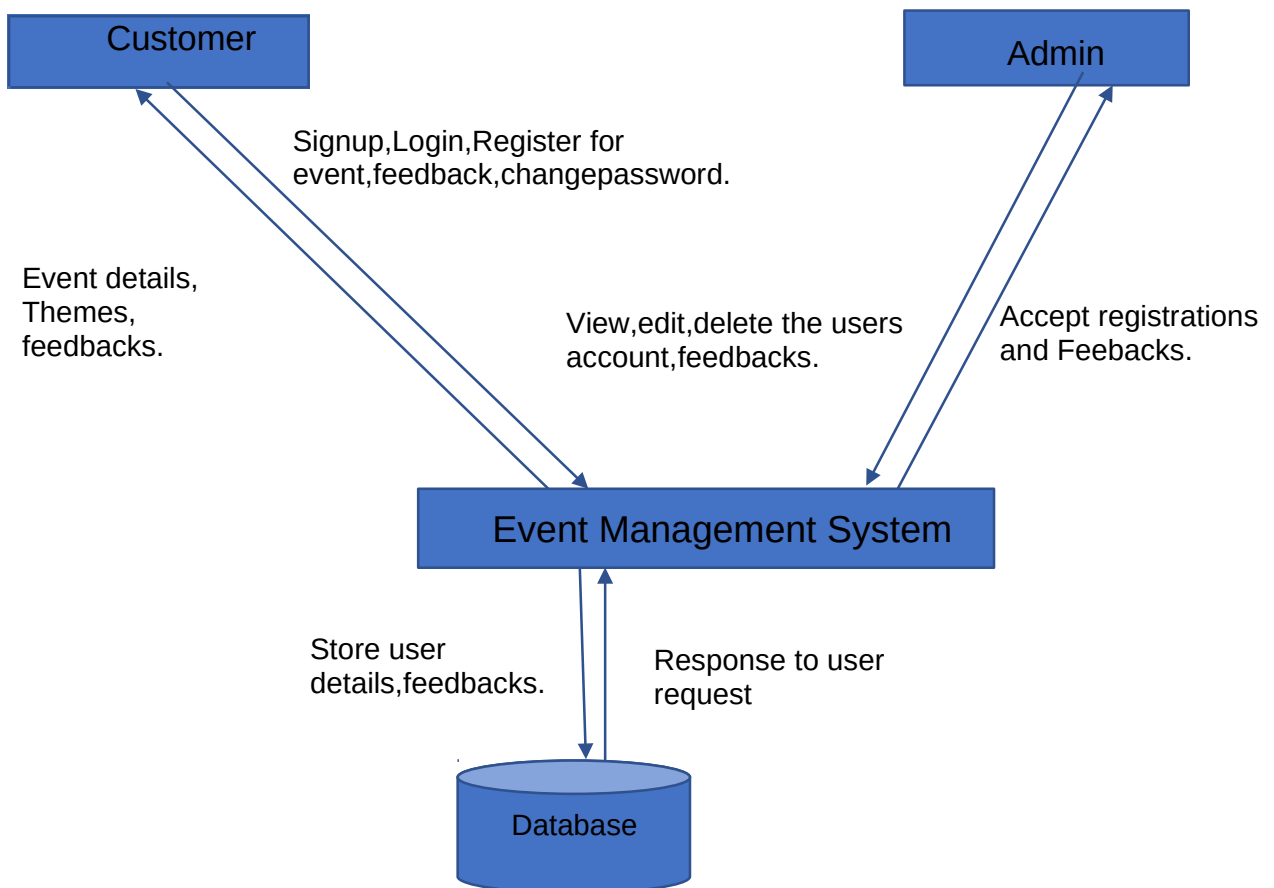 Customer
Admin
Signup,Login,Register for
event,feedback,changepassword.
Event details,
Themes,
feedbacks.
View,edit,delete the users
account,feedbacks.
Accept registrations
and Feebacks.
Event Management System
Store user
details,feedbacks.
Response to user
request
Database